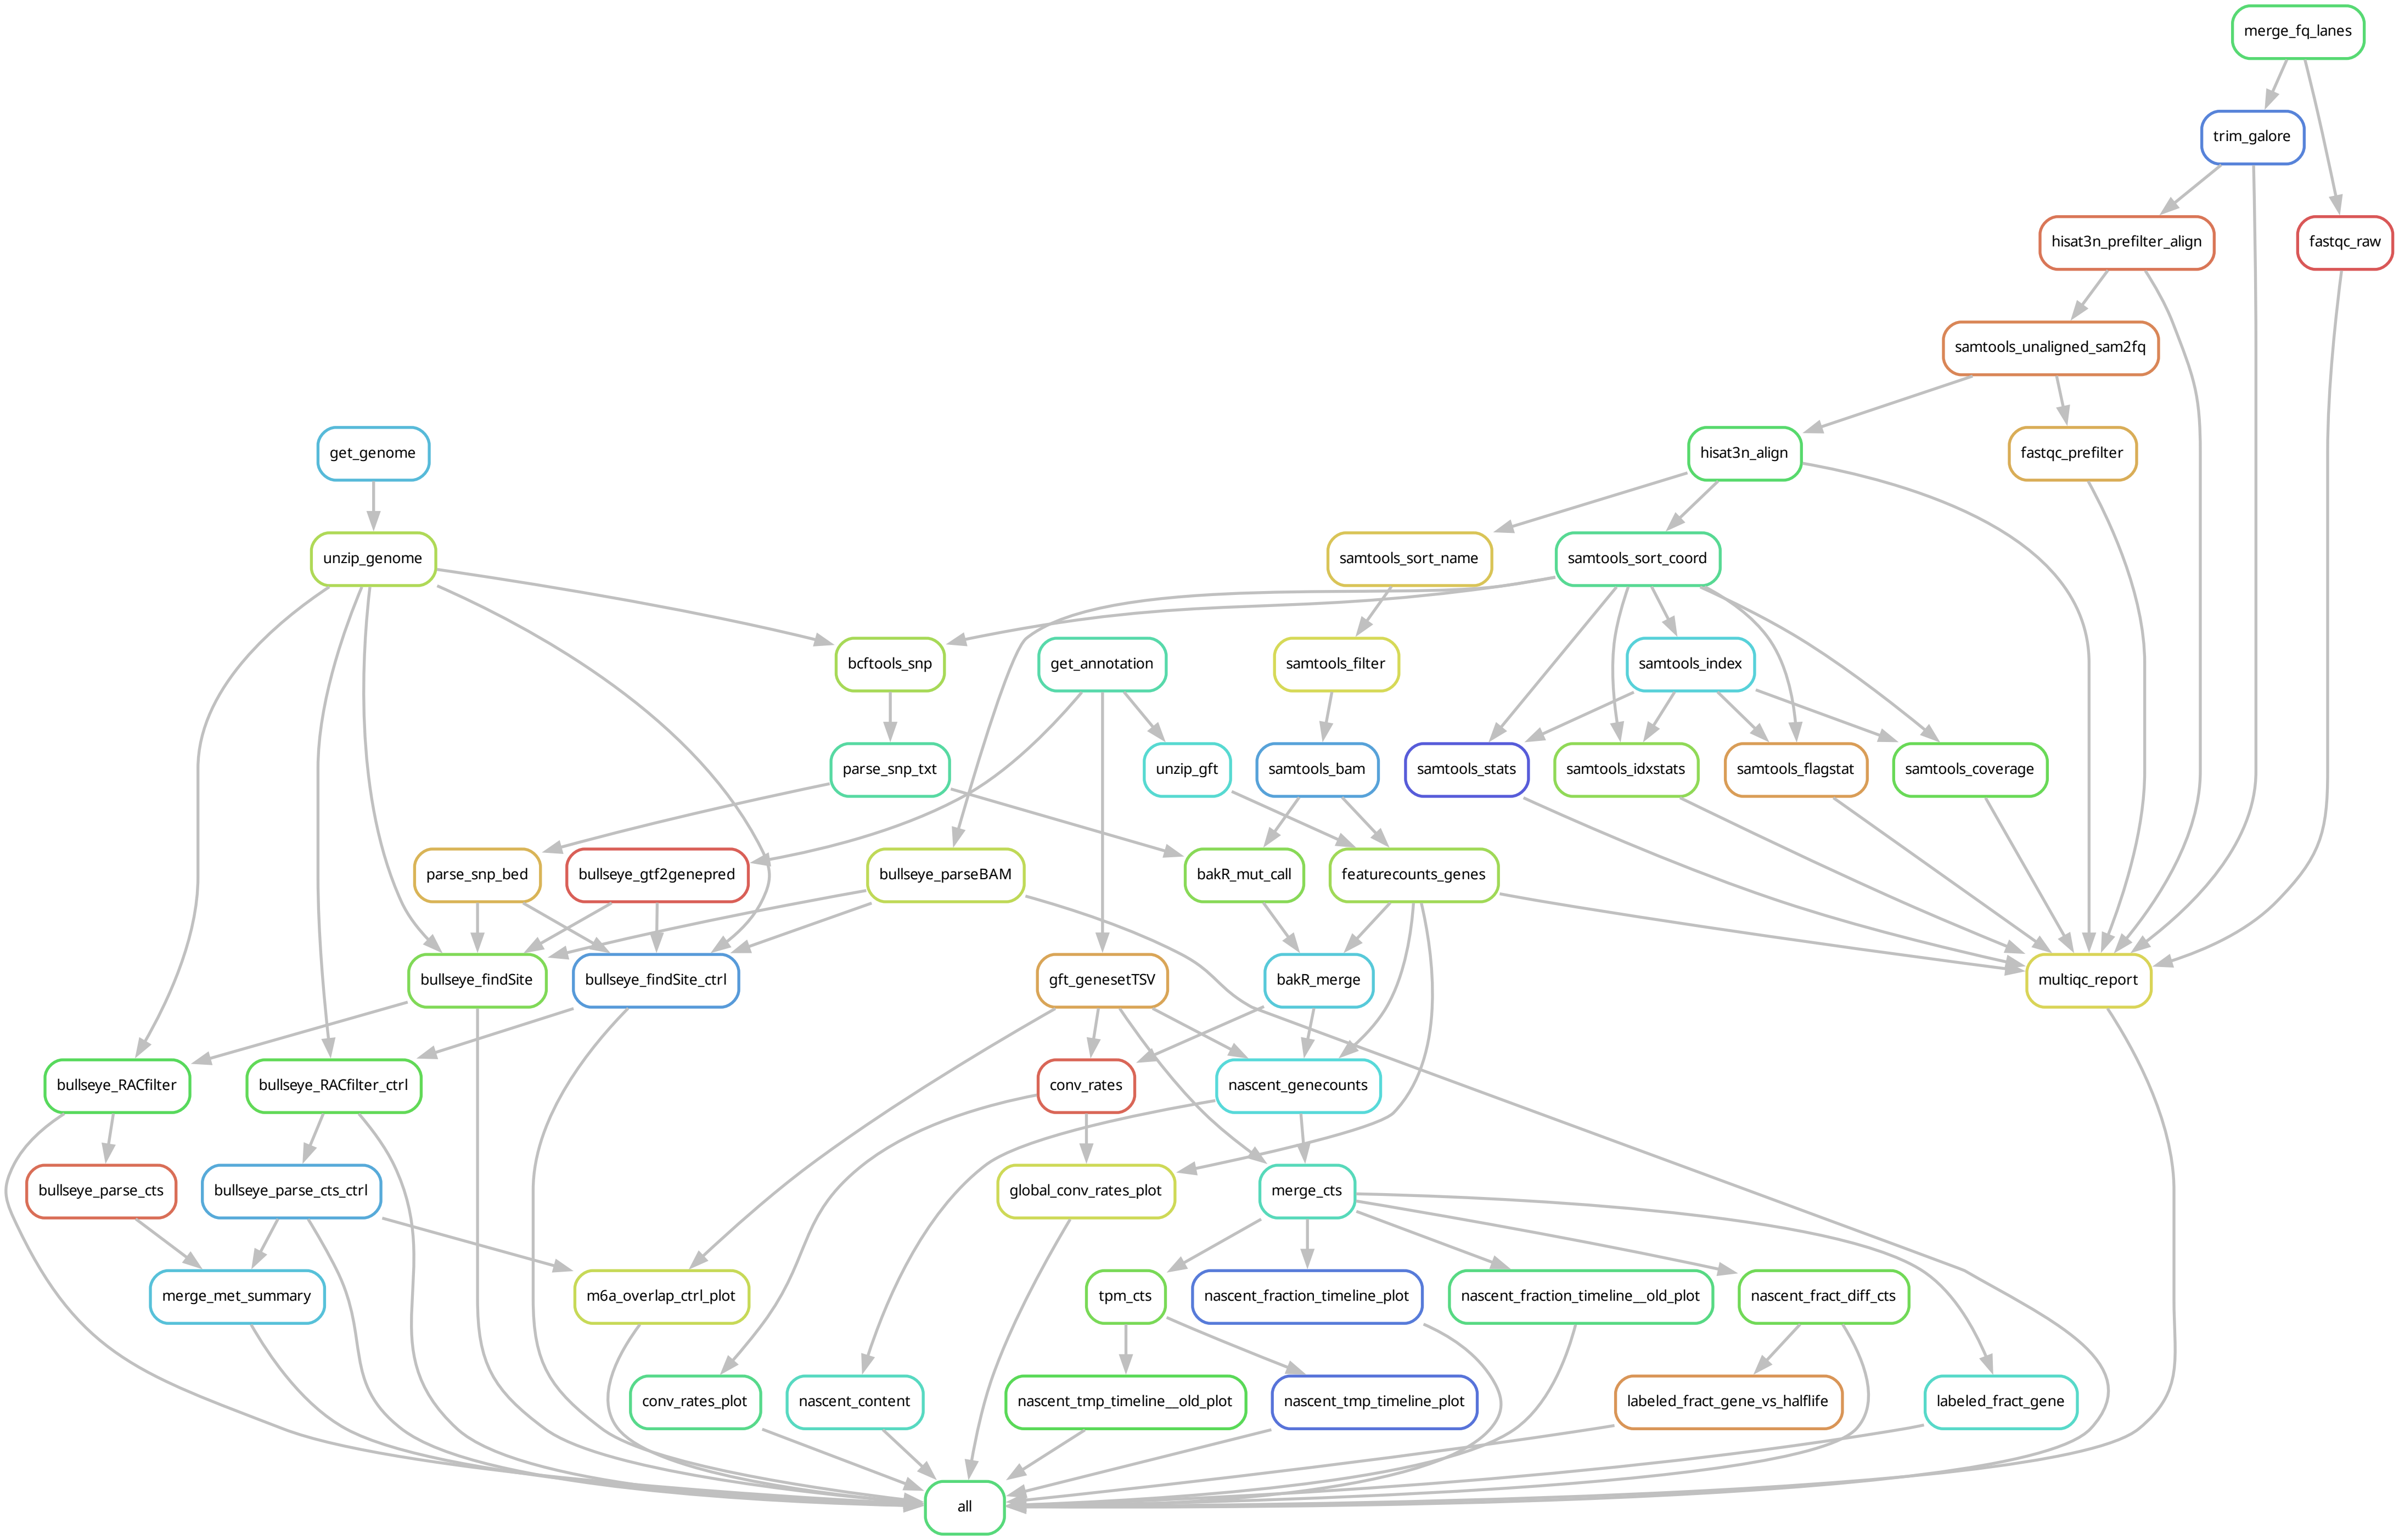 merge_fq_lanes
trim_galore
hisat3n_prefilter_align
fastqc_raw
samtools_unaligned_sam2fq
get_genome
hisat3n_align
fastqc_prefilter
unzip_genome
samtools_sort_name
samtools_sort_coord
bcftools_snp
get_annotation
samtools_filter
samtools_index
parse_snp_txt
unzip_gft
samtools_bam
samtools_stats
samtools_idxstats
samtools_flagstat
samtools_coverage
parse_snp_bed
bullseye_gtf2genepred
bullseye_parseBAM
bakR_mut_call
featurecounts_genes
bullseye_findSite
bullseye_findSite_ctrl
gft_genesetTSV
bakR_merge
multiqc_report
bullseye_RACfilter
bullseye_RACfilter_ctrl
conv_rates
nascent_genecounts
bullseye_parse_cts
bullseye_parse_cts_ctrl
global_conv_rates_plot
merge_cts
merge_met_summary
m6a_overlap_ctrl_plot
tpm_cts
nascent_fraction_timeline_plot
nascent_fraction_timeline__old_plot
nascent_fract_diff_cts
conv_rates_plot
nascent_content
nascent_tmp_timeline__old_plot
nascent_tmp_timeline_plot
labeled_fract_gene_vs_halflife
labeled_fract_gene
all